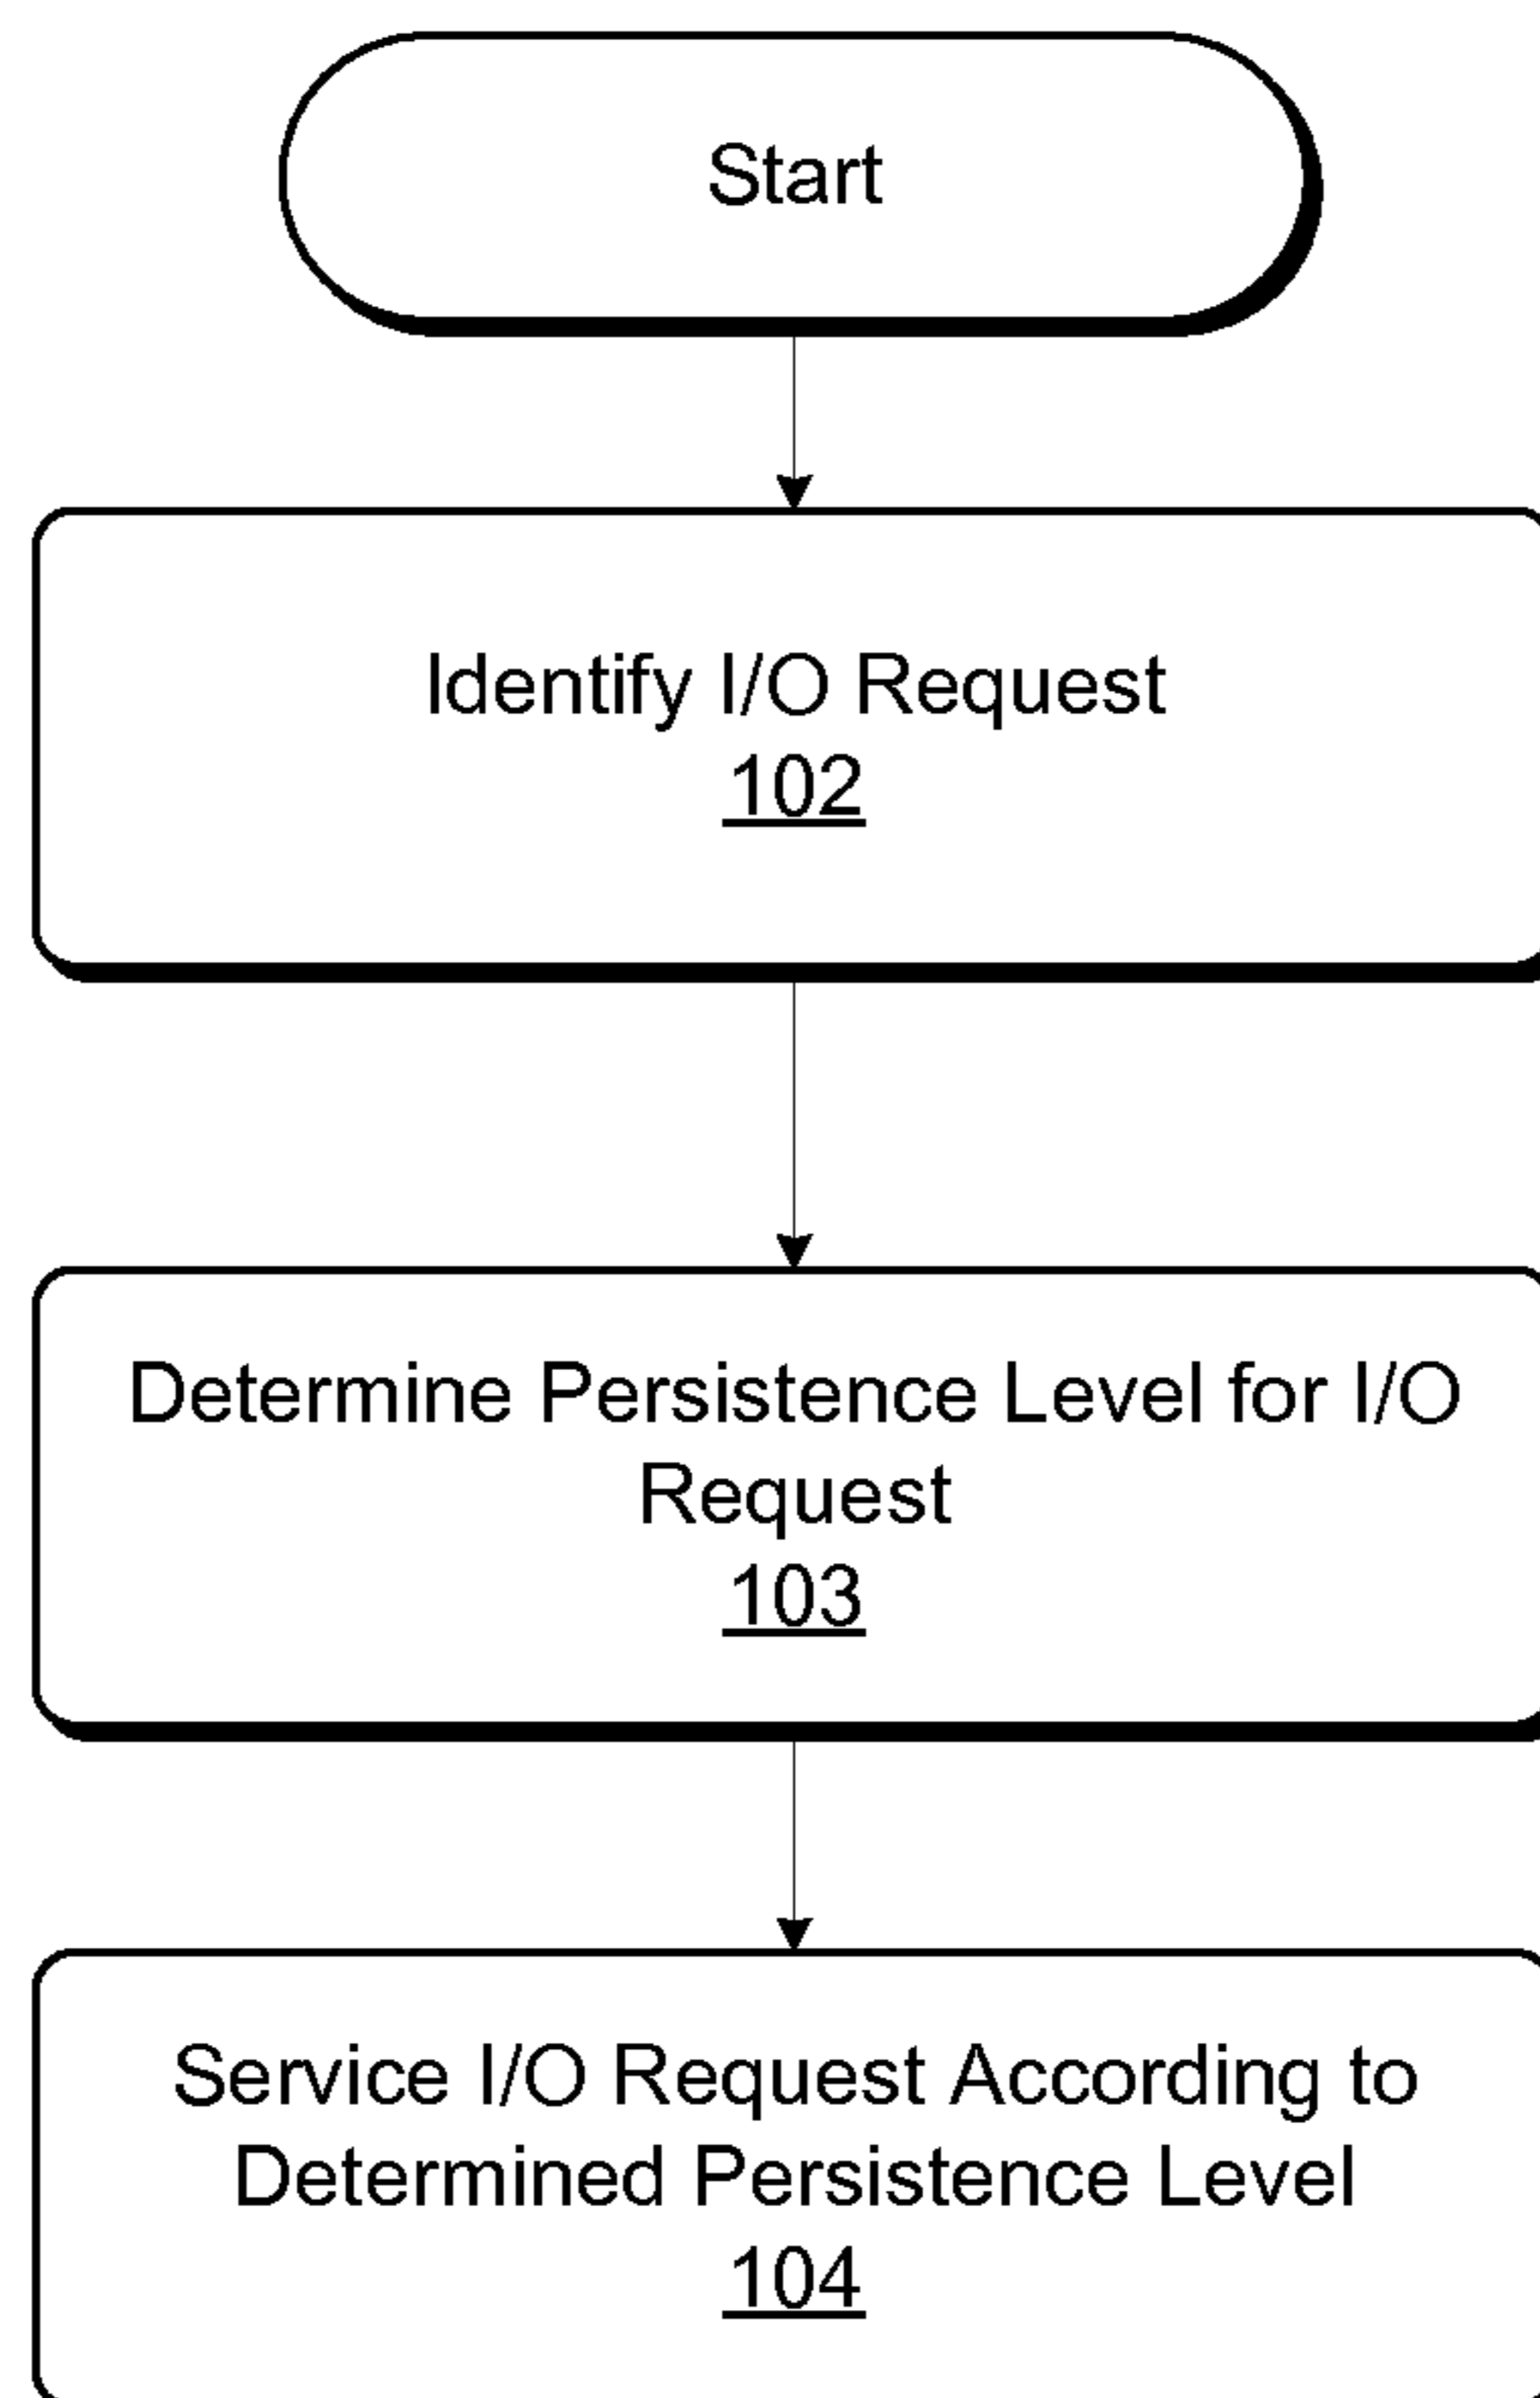 Start
Identify I/O Request
102
Determine Persistence Level for I/O
Request
103
Service I/O Request According to
Determined Persistence Level
104